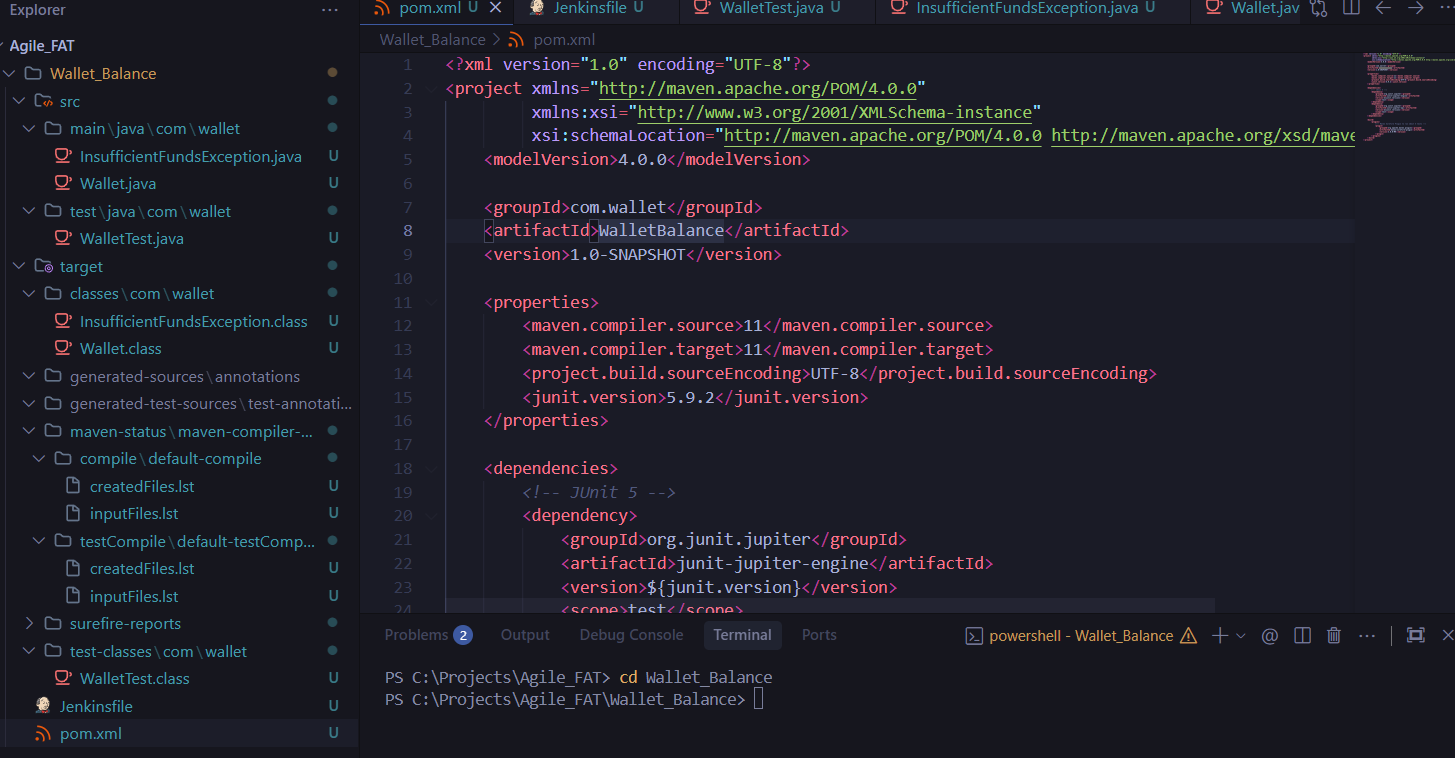 Explorer ···
Agile_FAT
Wallet_Balance
src
main\java\com\wallet
InsufficientFundsException.java U
Wallet.java U
test\java\com\wallet
WalletTest.java U
target
classes\com\wallet
InsufficientFundsException.class U
Wallet.class U
generated-sources\annotations
generated-test-sources\test-annotati...
maven-status\maven-compiler-...
compile\default-compile
createdFiles.lst U
inputFiles.lst U
testCompile\default-testComp...
createdFiles.lst U
inputFiles.lst U
surefire-reports
test-classes\com\wallet
WalletTest.class U
Jenkinsfile U
pom.xml U
pom.xml U Jenkinsfile U WalletTest.java U InsufficientFundsException.java U Wallet.jav
Wallet_Balance > pom.xml
1 <?xml version="1.0" encoding="UTF-8"?>
2 <project xmlns="http://maven.apache.org/POM/4.0.0"
3 xmlns:xsi="http://www.w3.org/2001/XMLSchema-instance"
4 xsi:schemaLocation="http://maven.apache.org/POM/4.0.0 http://maven.apache.org/xsd/mave
5 <modelVersion>4.0.0</modelVersion>
6
7 <groupId>com.wallet</groupId>
8 <artifactId>WalletBalance</artifactId>
9 <version>1.0-SNAPSHOT</version>
10
11 <properties>
12 <maven.compiler.source>11</maven.compiler.source>
13 <maven.compiler.target>11</maven.compiler.target>
14 <project.build.sourceEncoding>UTF-8</project.build.sourceEncoding>
15 <junit.version>5.9.2</junit.version>
16 </properties>
17
18 <dependencies>
19 <!-- JUnit 5 -->
20 <dependency>
21 <groupId>org.junit.jupiter</groupId>
22 <artifactId>junit-jupiter-engine</artifactId>
23 <version>${junit.version}</version>
24 <scope>test</scope>
Problems 2 Output Debug Console Terminal Ports powershell - Wallet_Balance
PS C:\Projects\Agile_FAT> cd Wallet_Balance
PS C:\Projects\Agile_FAT\Wallet_Balance>